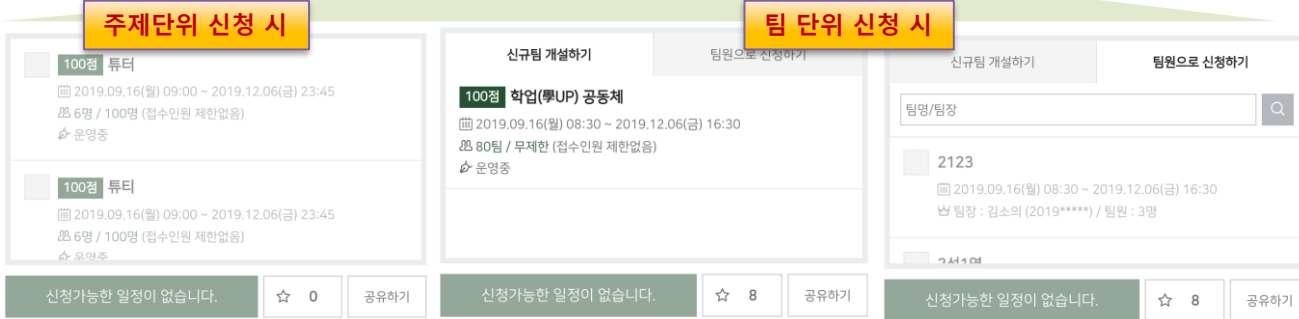 주제단위 신청 시
100점 튜터
2019.09.16(월) 09:00 ~ 2019.12.06(금) 23:45
6명 / 100명 (접수인원 제한없음)
운영중
100점 튜티
2019.09.16(월) 09:00 ~ 2019.12.06(금) 23:45
6명 / 100명 (접수인원 제한없음)
운영중
신청가능한 일정이 없습니다.
☆ 0
공유하기
팀 단위 신청 시
신규팀 개설하기
팀원으로 신청하기
100점 학업(學UP) 공동체
2019.09.16(월) 08:30 ~ 2019.12.06(금) 16:30
80팀 / 무제한 (접수인원 제한없음)
운영중
신청가능한 일정이 없습니다.
☆ 8
공유하기
신규팀 개설하기
팀원으로 신청하기
팀명/팀장
2123
2019.09.16(월) 08:30 ~ 2019.12.06(금) 16:30
팀장 : 김소의 (2019*****) / 팀원 : 3명
신청가능한 일정이 없습니다.
☆ 8
공유하기